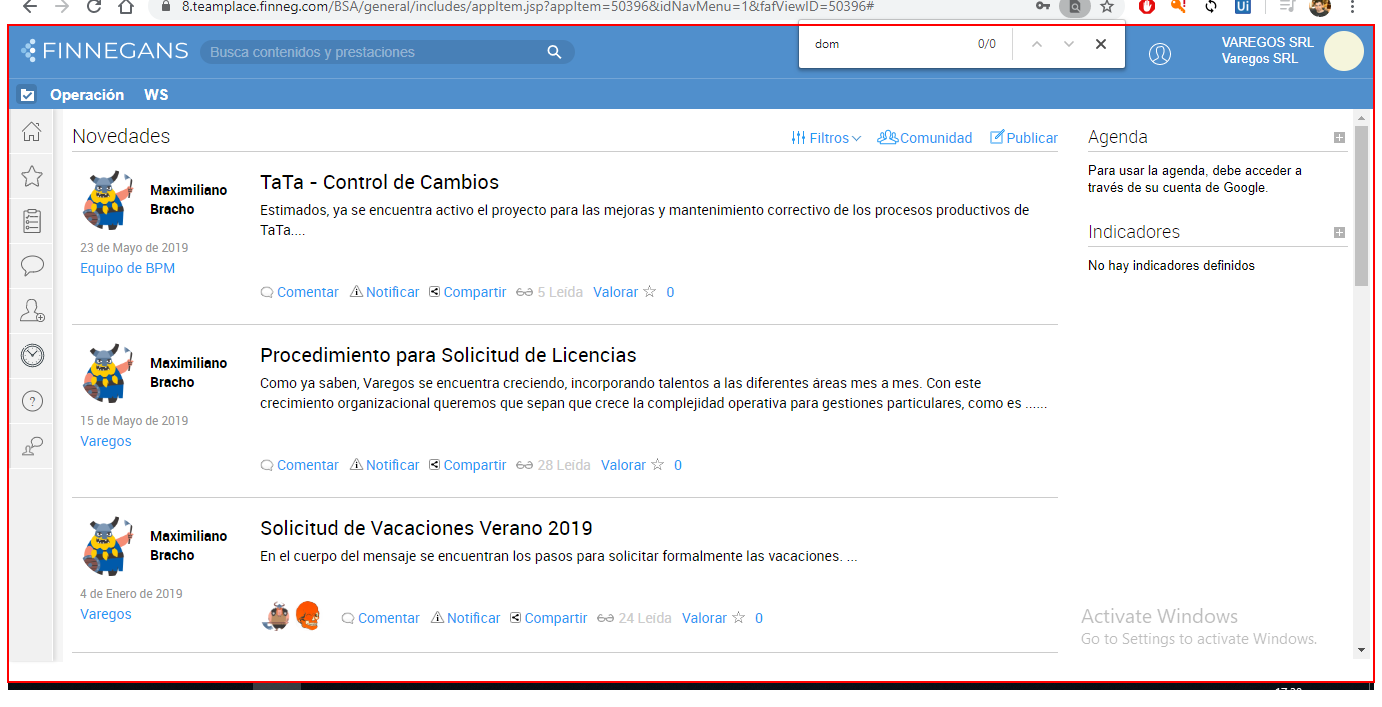 8.teamplace.finneg.com/BSA/general/includes/appItem.jsp?appItem=50396&idNavMenu=1&fafViewID=50396#
Ui
dom
0/0
FINNEGANS
Busca contenidos y prestaciones
VAREGOS SRL
Varegos SRL
Operación
WS
Novedades
Filtros
Comunidad
Publicar
Maximiliano
Bracho
23 de Mayo de 2019
Equipo de BPM
TaTa - Control de Cambios
Estimados, ya se encuentra activo el proyecto para las mejoras y mantenimiento correctivo de los procesos productivos de
TaTa....
Comentar Notificar Compartir 5 Leída Valorar 0
Maximiliano
Bracho
15 de Mayo de 2019
Varegos
Procedimiento para Solicitud de Licencias
Como ya saben, Varegos se encuentra creciendo, incorporando talentos a las diferentes áreas mes a mes. Con este
crecimiento organizacional queremos que sepan que crece la complejidad operativa para gestiones particulares, como es ......
Comentar Notificar Compartir 28 Leída Valorar 0
Maximiliano
Bracho
4 de Enero de 2019
Varegos
Solicitud de Vacaciones Verano 2019
En el cuerpo del mensaje se encuentran los pasos para solicitar formalmente las vacaciones. ...
Comentar Notificar Compartir 24 Leída Valorar 0
Agenda
Para usar la agenda, debe acceder a
través de su cuenta de Google.
Indicadores
No hay indicadores definidos
Activate Windows
Go to Settings to activate Windows.